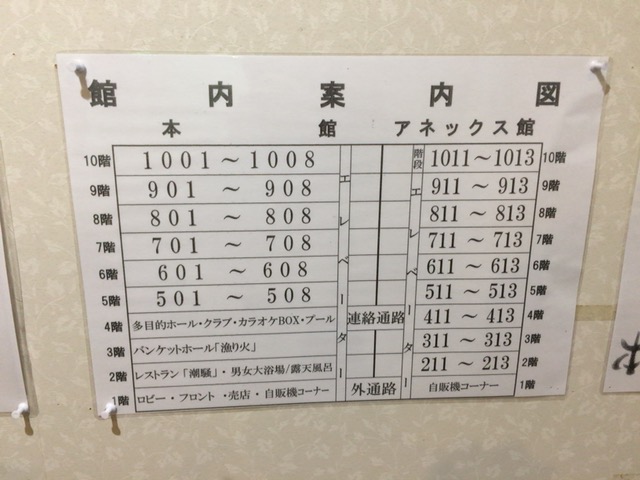 館内案内図
本館 アネックス館
10階 1001～1008 エレベーター 階段 1011～1013 10階
9階 901～908 エレベーター 911～913 9階
8階 801～808 811～813 8階
7階 701～708 711～713 7階
6階 601～608 611～613 6階
5階 501～508 511～513 5階
4階 多目的ホール・クラブ・カラオケBOX・プール 連絡通路 411～413 4階
3階 バンケットホール「漁り火」 311～313 3階
2階 レストラン「潮騒」・男女大浴場/露天風呂 211～213 2階
1階 ロビー・フロント・売店・自販機コーナー 外通路 自販機コーナー 1階